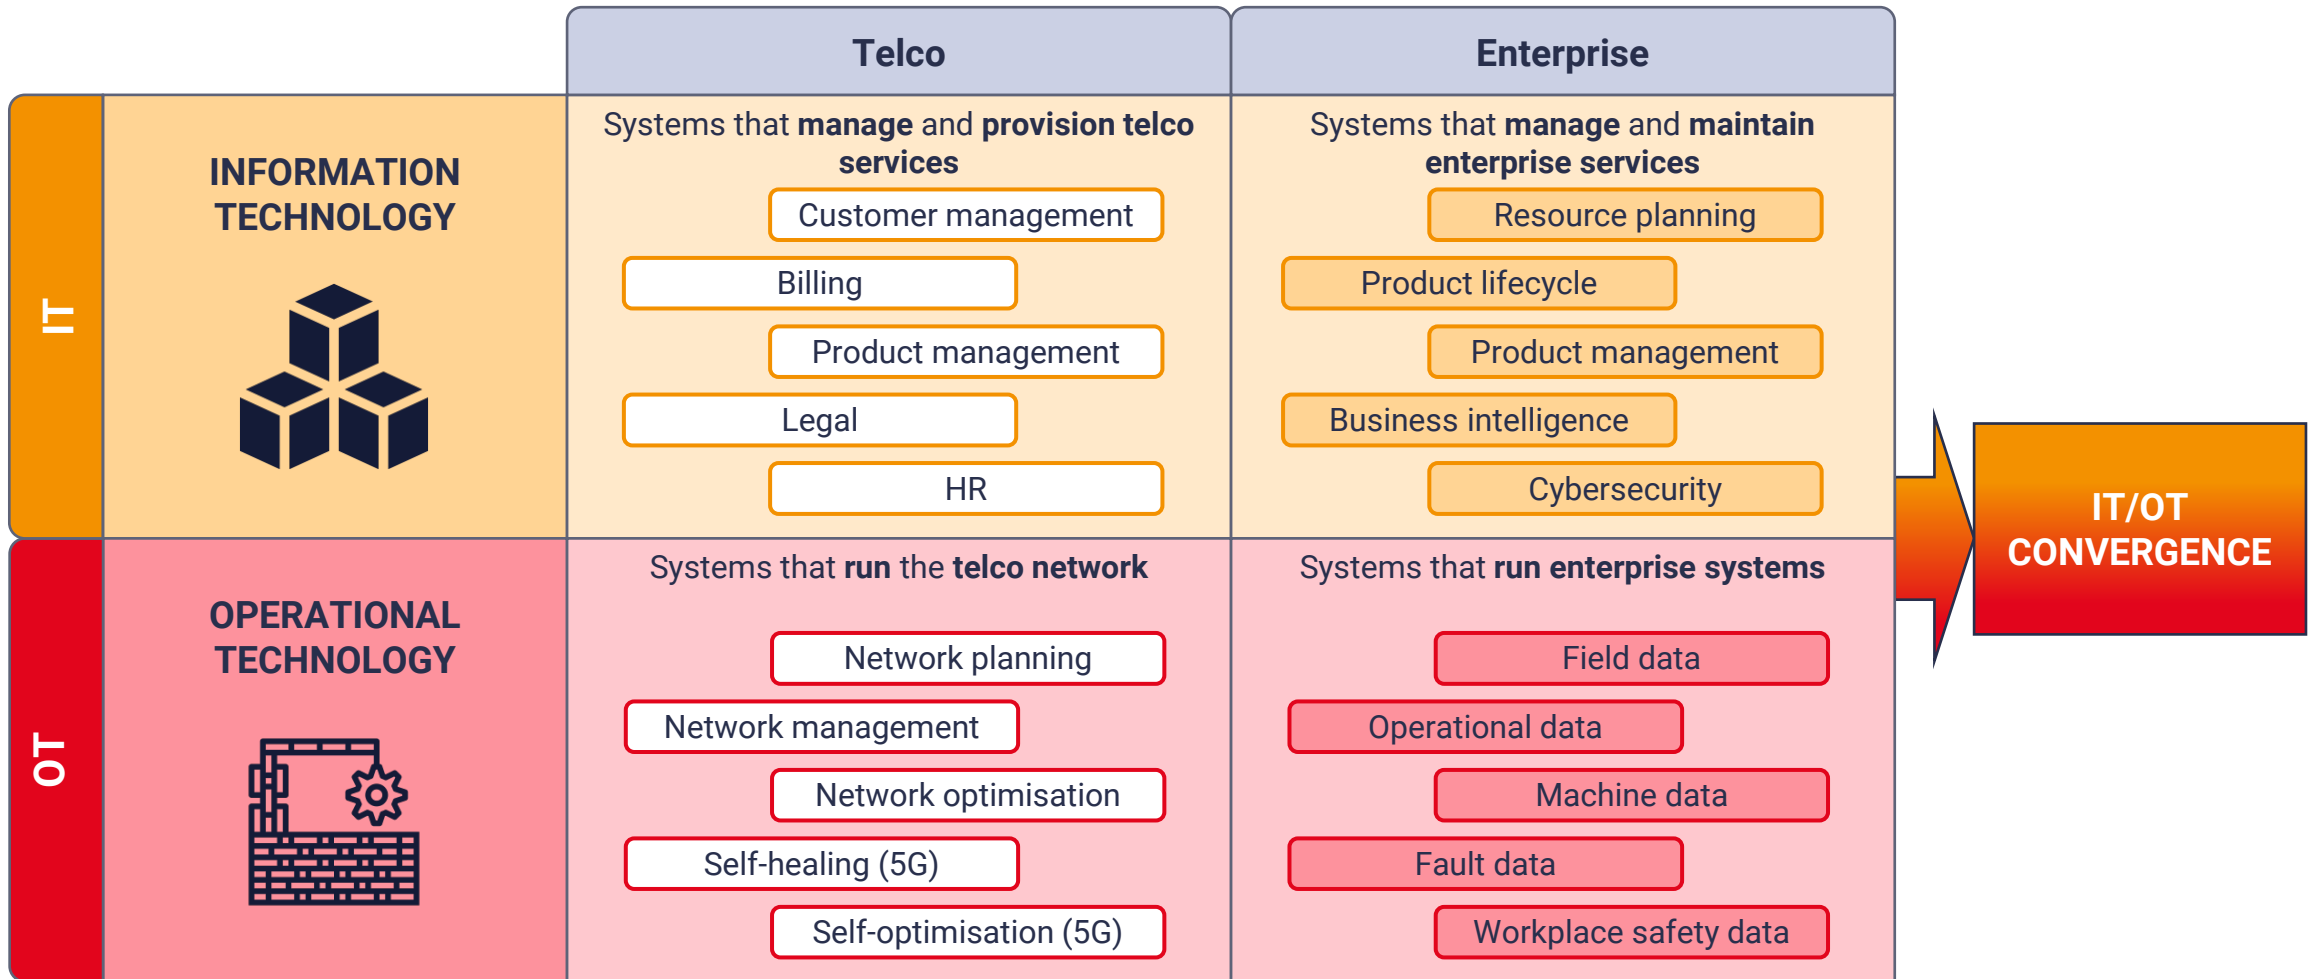 Telco
Enterprise
IT
INFORMATION
TECHNOLOGY
Systems that manage and provision telco
services
Customer management
Billing
Product management
Legal
HR
Systems that manage and maintain
enterprise services
Resource planning
Product lifecycle
Product management
Business intelligence
Cybersecurity
OT
OPERATIONAL
TECHNOLOGY
Systems that run the telco network
Network planning
Network management
Network optimisation
Self-healing (5G)
Self-optimisation (5G)
Systems that run enterprise systems
Field data
Operational data
Machine data
Fault data
Workplace safety data
IT/OT
CONVERGENCE